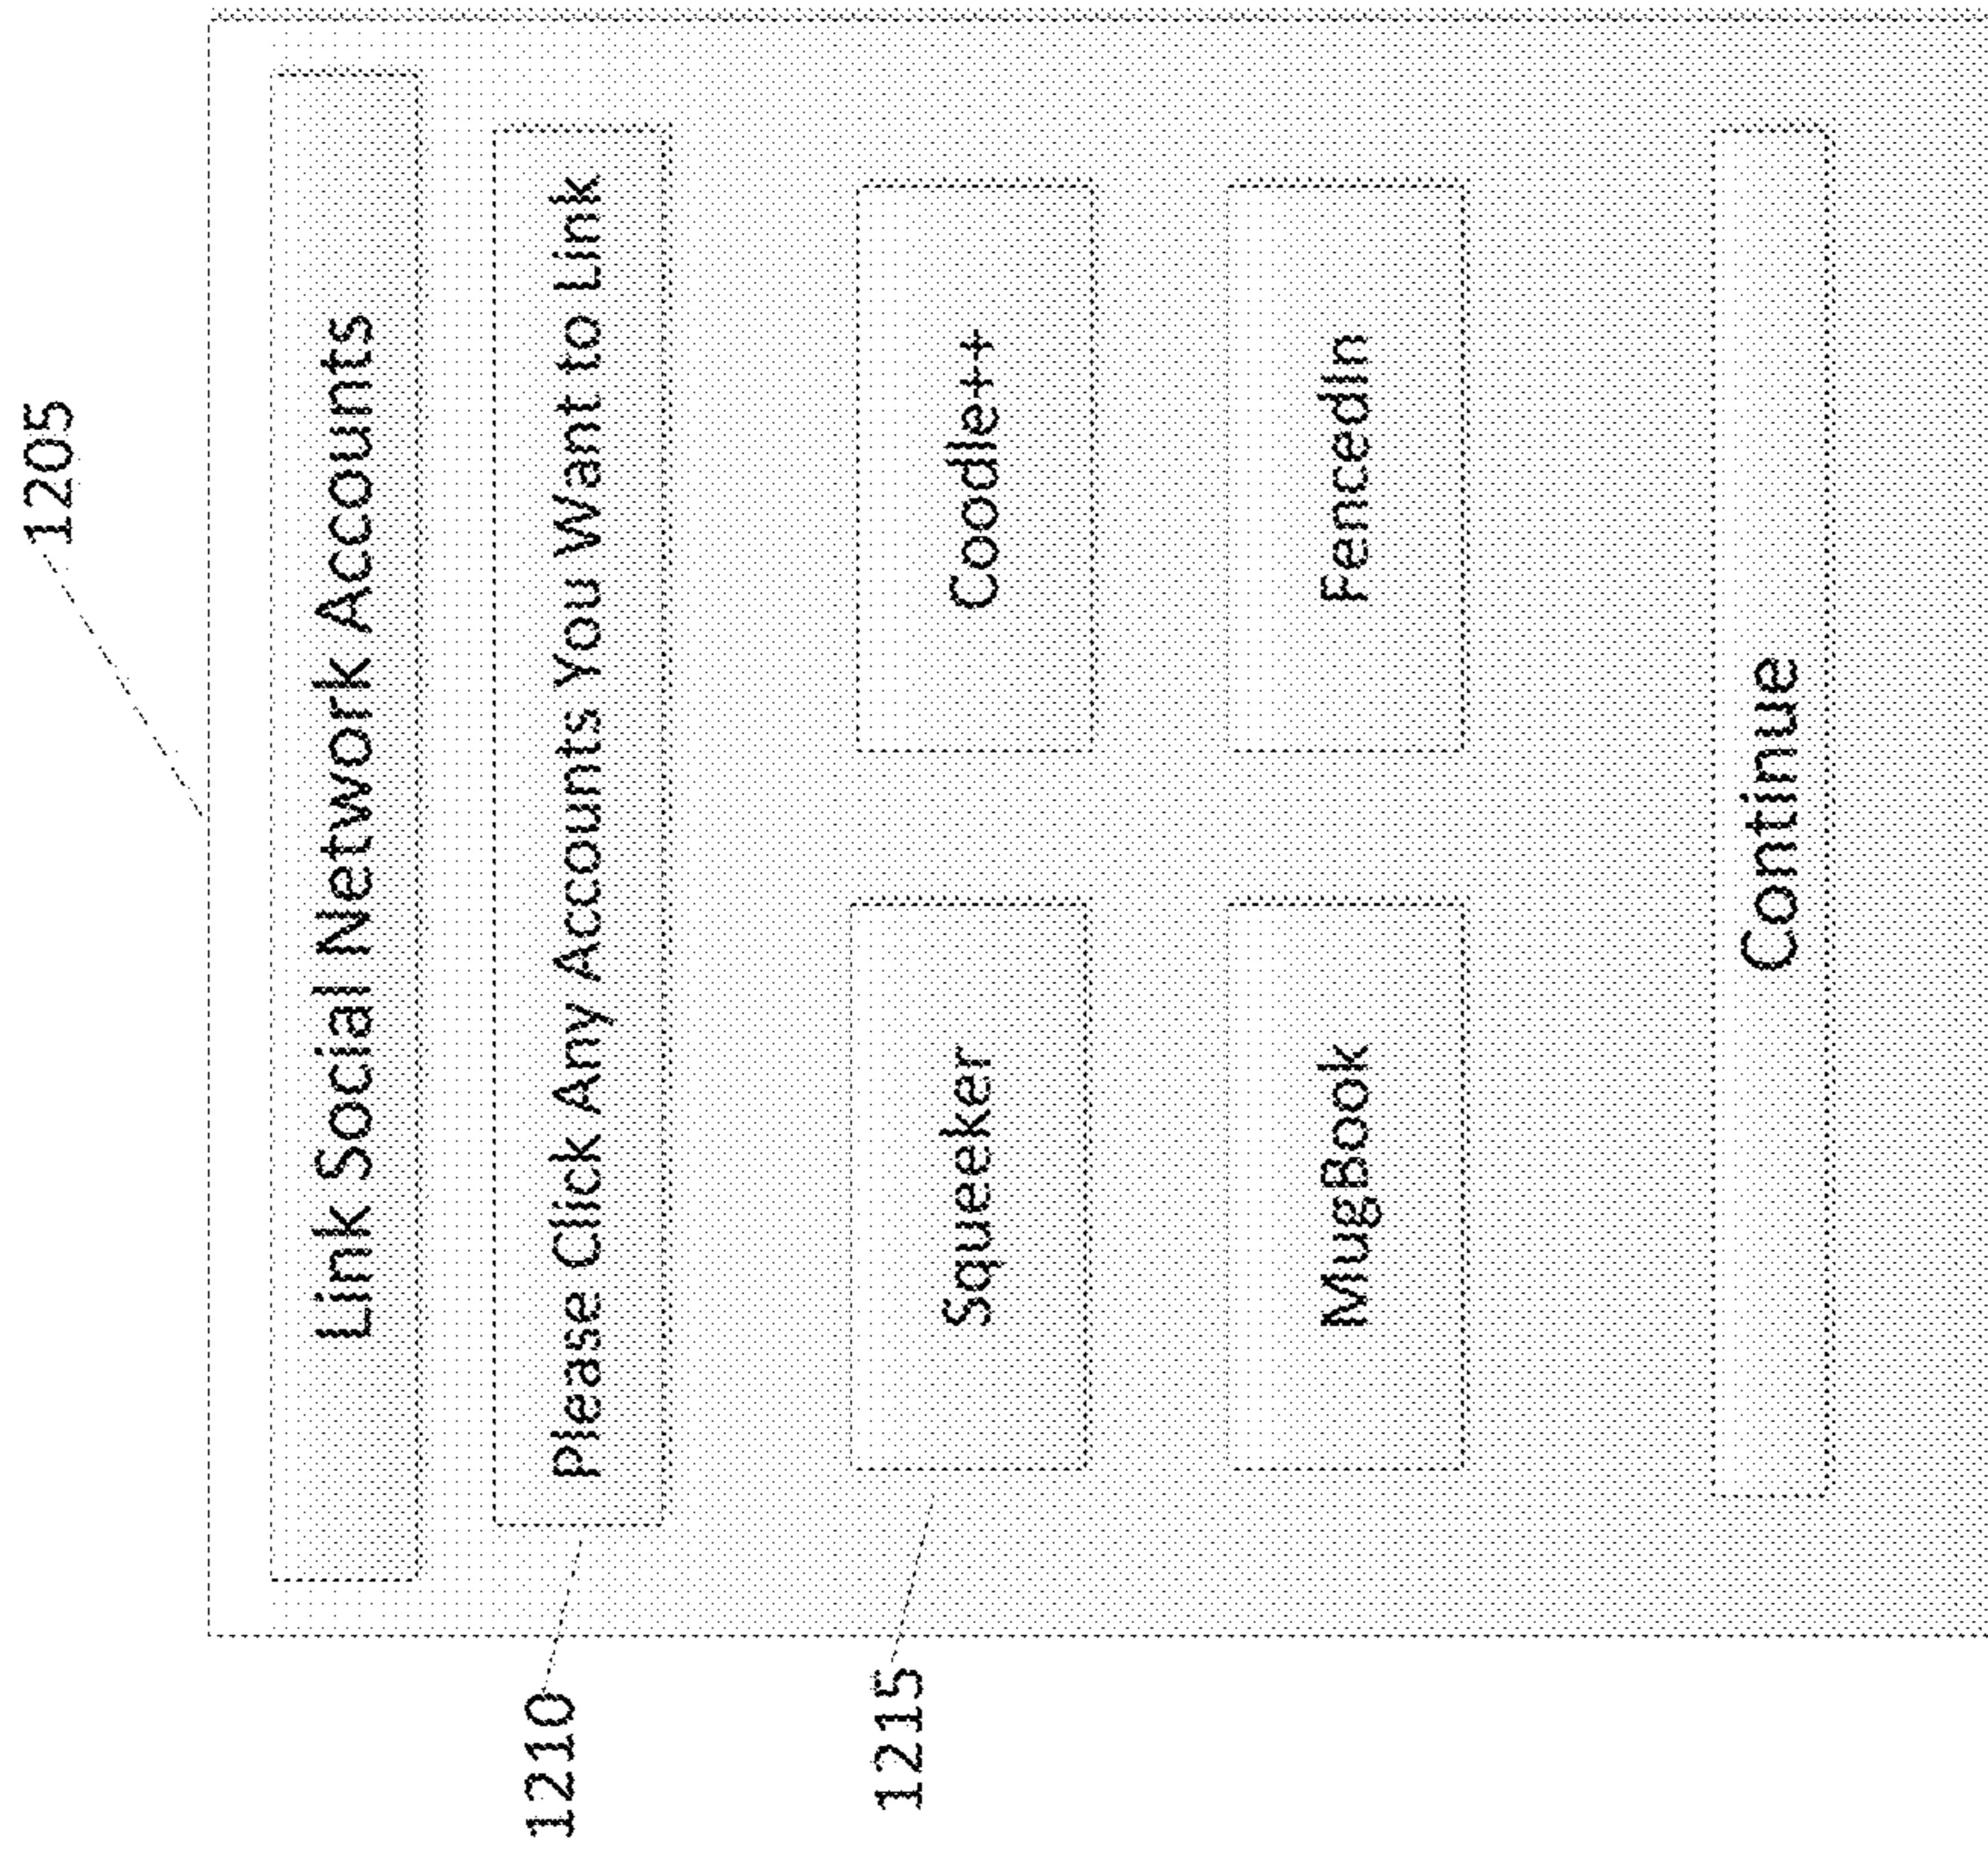 1205
Link Social Network Accounts
1210
Please Click Any Accounts You Want to Link
1215
Squeeker
Coodle++
MugBook
FencedIn
Continue